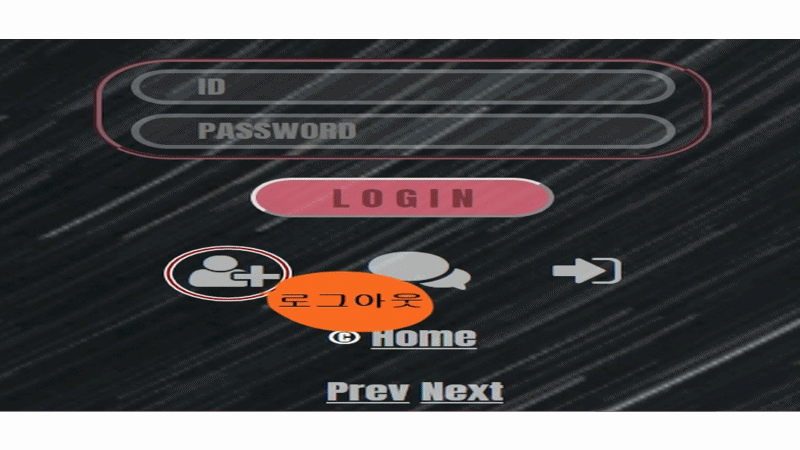 ID
PASSWORD
LOGIN
로그아웃
© Home
Prev Next